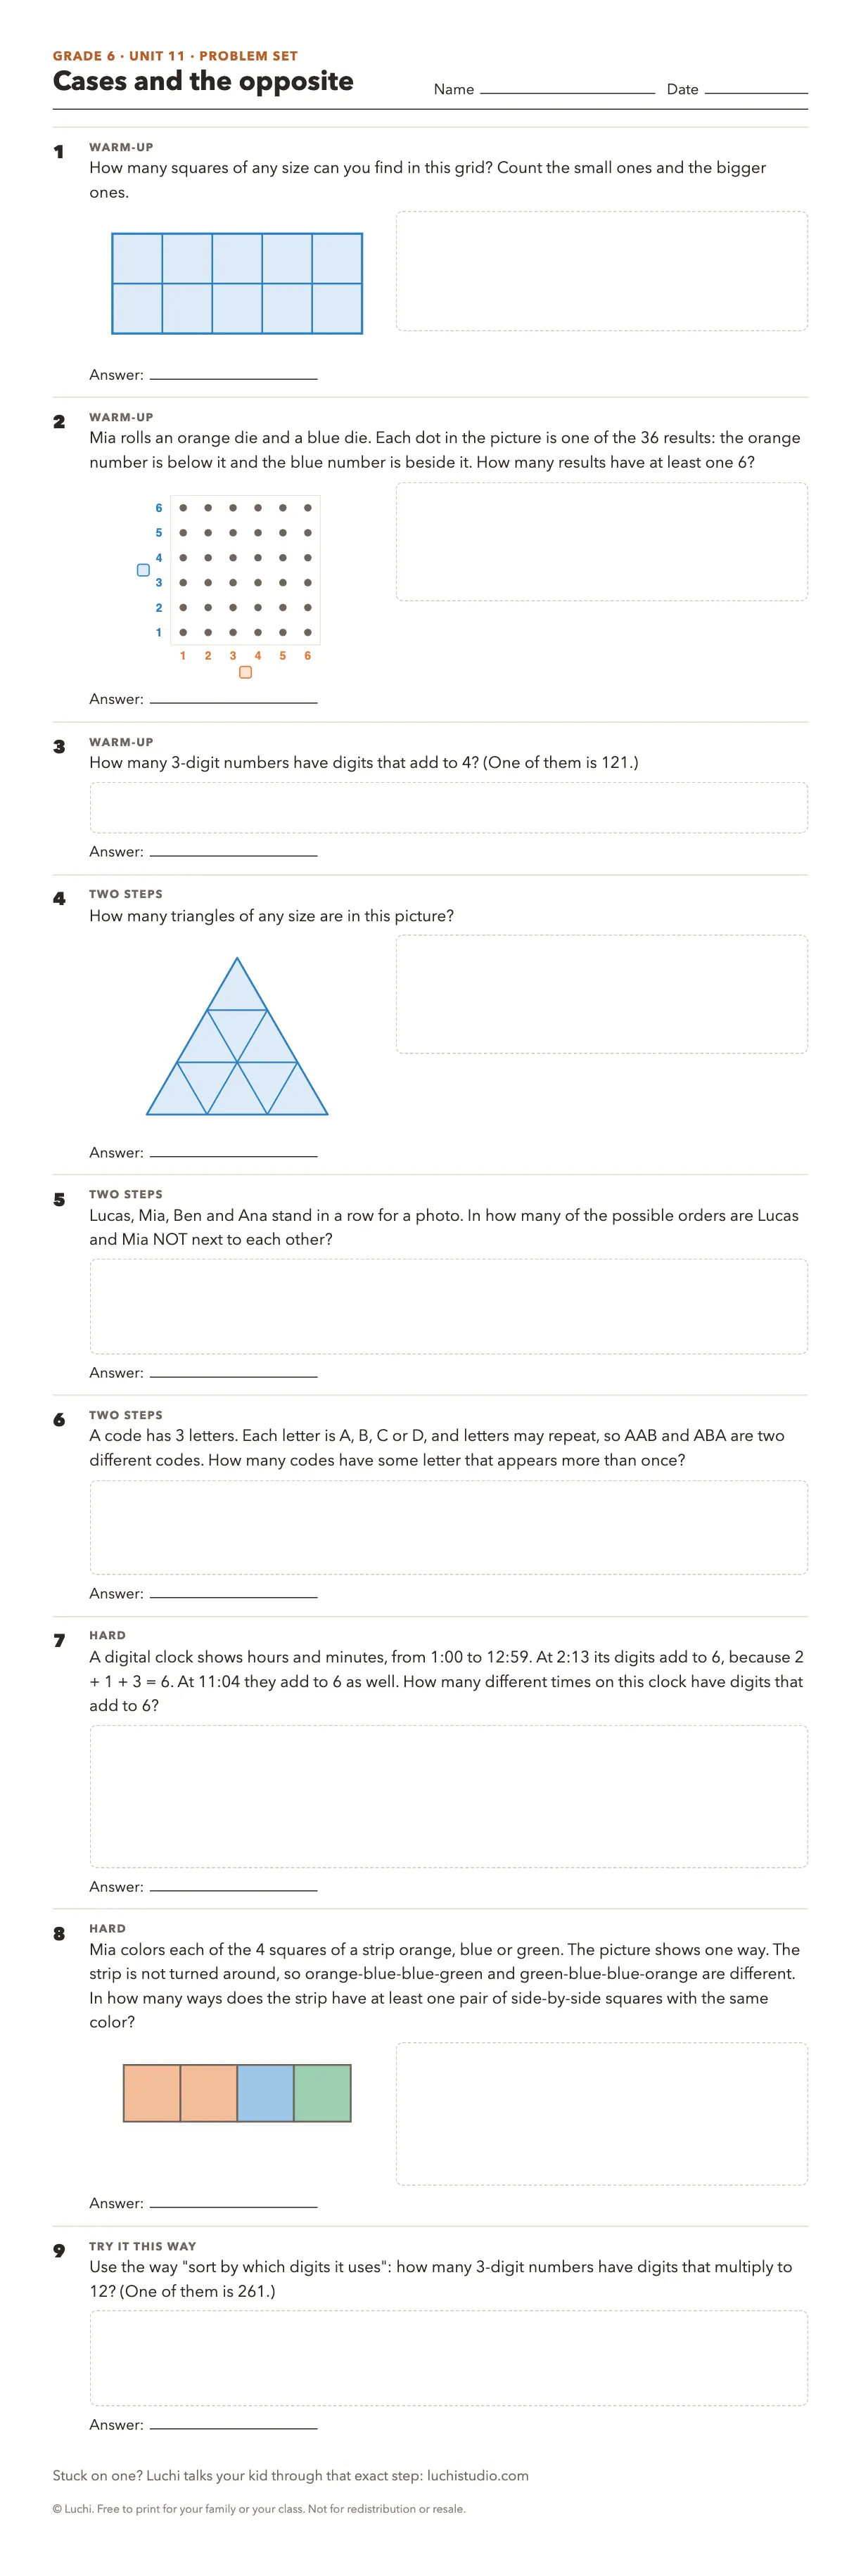 GRADE 6 · UNIT 11 · PROBLEM SET
Cases and the opposite
Name
Date
1
WARM-UP
How many squares of any size can you find in this grid? Count the small ones and the bigger
ones.
Answer:
2
WARM-UP
Mia rolls an orange die and a blue die. Each dot in the picture is one of the 36 results: the orange
number is below it and the blue number is beside it. How many results have at least one 6?
6
5
4
3
2
1
1 2 3 4 5 6
Answer:
3
WARM-UP
How many 3-digit numbers have digits that add to 4? (One of them is 121.)
Answer:
4
TWO STEPS
How many triangles of any size are in this picture?
Answer:
5
TWO STEPS
Lucas, Mia, Ben and Ana stand in a row for a photo. In how many of the possible orders are Lucas
and Mia NOT next to each other?
Answer:
6
TWO STEPS
A code has 3 letters. Each letter is A, B, C or D, and letters may repeat, so AAB and ABA are two
different codes. How many codes have some letter that appears more than once?
Answer:
7
HARD
A digital clock shows hours and minutes, from 1:00 to 12:59. At 2:13 its digits add to 6, because 2
+ 1 + 3 = 6. At 11:04 they add to 6 as well. How many different times on this clock have digits that
add to 6?
Answer:
8
HARD
Mia colors each of the 4 squares of a strip orange, blue or green. The picture shows one way. The
strip is not turned around, so orange-blue-blue-green and green-blue-blue-orange are different.
In how many ways does the strip have at least one pair of side-by-side squares with the same
color?
Answer:
9
TRY IT THIS WAY
Use the way "sort by which digits it uses": how many 3-digit numbers have digits that multiply to
12? (One of them is 261.)
Answer:
Stuck on one? Luchi talks your kid through that exact step: luchistudio.com
© Luchi. Free to print for your family or your class. Not for redistribution or resale.